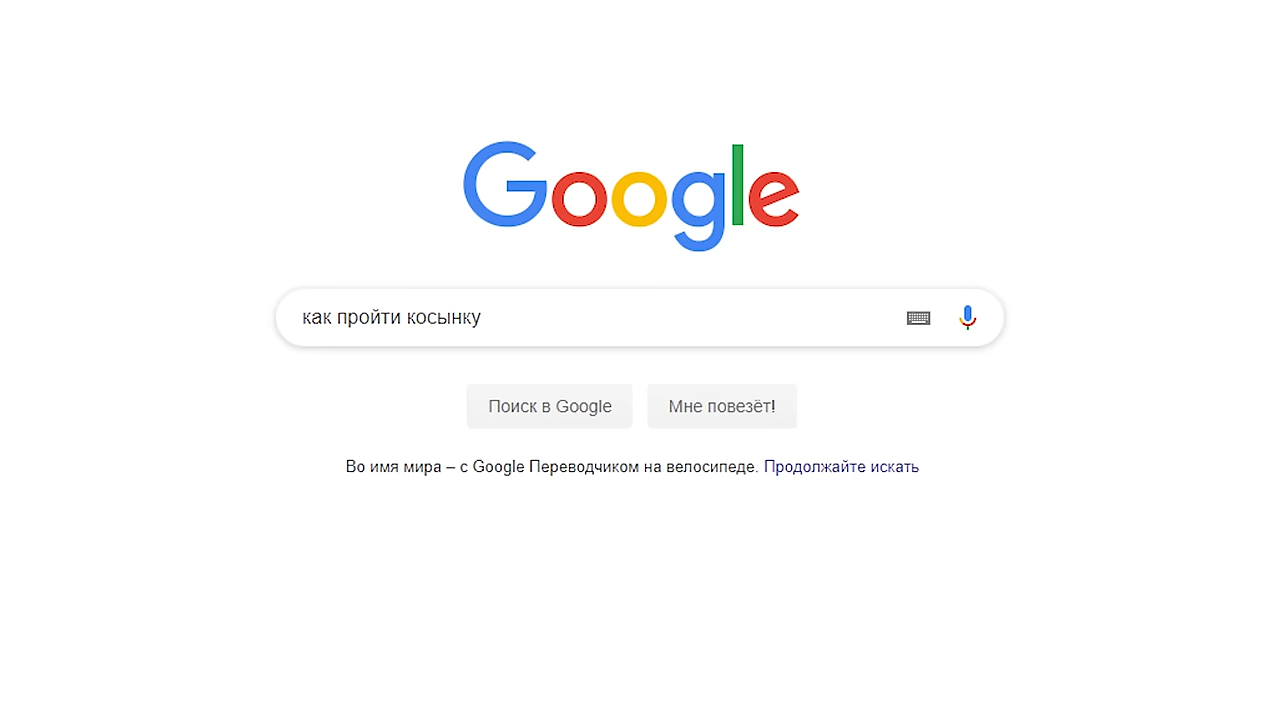 Google
как пройти косынку
Поиск в Google
Мне повезёт!
Во имя мира – с Google Переводчиком на велосипеде. Продолжайте искать